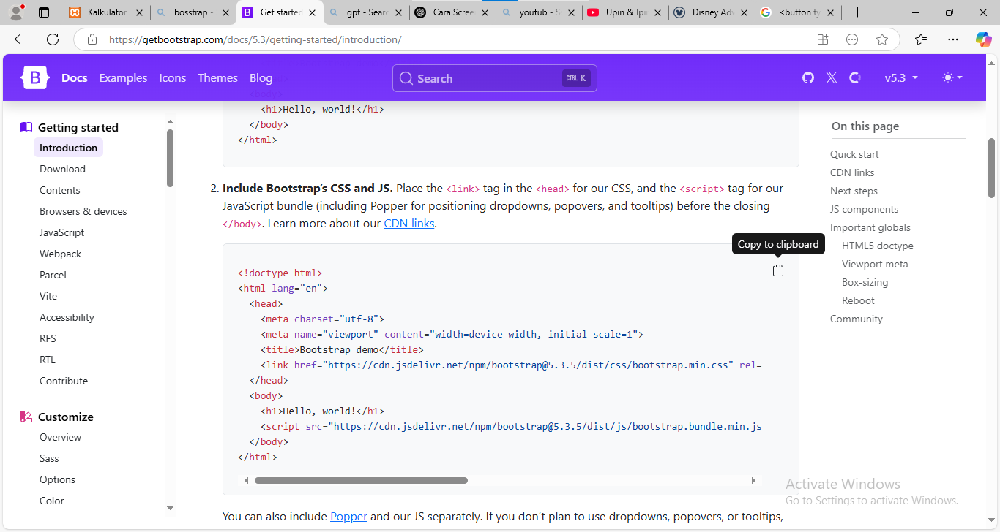 Kalkulator
bosstrap -
Get started
gpt - Sear
Cara Scree
youtub - S
Upin & Ipi
Disney Ad
<button ty
https://getbootstrap.com/docs/5.3/getting-started/introduction/
B
Docs
Examples
Icons
Themes
Blog
Search
CTRL K
v5.3
Getting started
Introduction
Download
Contents
Browsers & devices
JavaScript
Webpack
Parcel
Vite
Accessibility
RFS
RTL
Contribute
Customize
Overview
Sass
Options
Color
<body>
<h1>Hello, world!</h1>
</body>
</html>
2. Include Bootstrap’s CSS and JS. Place the <link> tag in the <head> for our CSS, and the <script> tag for our
JavaScript bundle (including Popper for positioning dropdowns, popovers, and tooltips) before the closing
</body>. Learn more about our CDN links.
Copy to clipboard
<!doctype html>
<html lang="en">
<head>
<meta charset="utf-8">
<meta name="viewport" content="width=device-width, initial-scale=1">
<title>Bootstrap demo</title>
<link href="https://cdn.jsdelivr.net/npm/bootstrap@5.3.5/dist/css/bootstrap.min.css" rel=
</head>
<body>
<h1>Hello, world!</h1>
<script src="https://cdn.jsdelivr.net/npm/bootstrap@5.3.5/dist/js/bootstrap.bundle.min.js
</body>
</html>
You can also include Popper and our JS separately. If you don’t plan to use dropdowns, popovers, or tooltips,
On this page
Quick start
CDN links
Next steps
JS components
Important globals
HTML5 doctype
Viewport meta
Box-sizing
Reboot
Community
Activate Windows
Go to Settings to activate Windows.